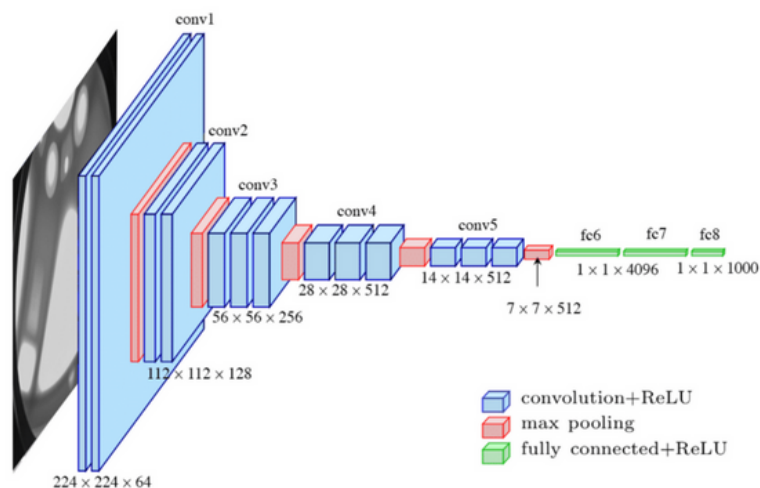 conv1
conv2
conv3
conv4
conv5
fc6
fc7
fc8
224 × 224 × 64
112 × 112 × 128
56 × 56 × 256
28 × 28 × 512
14 × 14 × 512
7 × 7 × 512
1 × 1 × 4096
1 × 1 × 1000
convolution+ReLU
max pooling
fully connected+ReLU